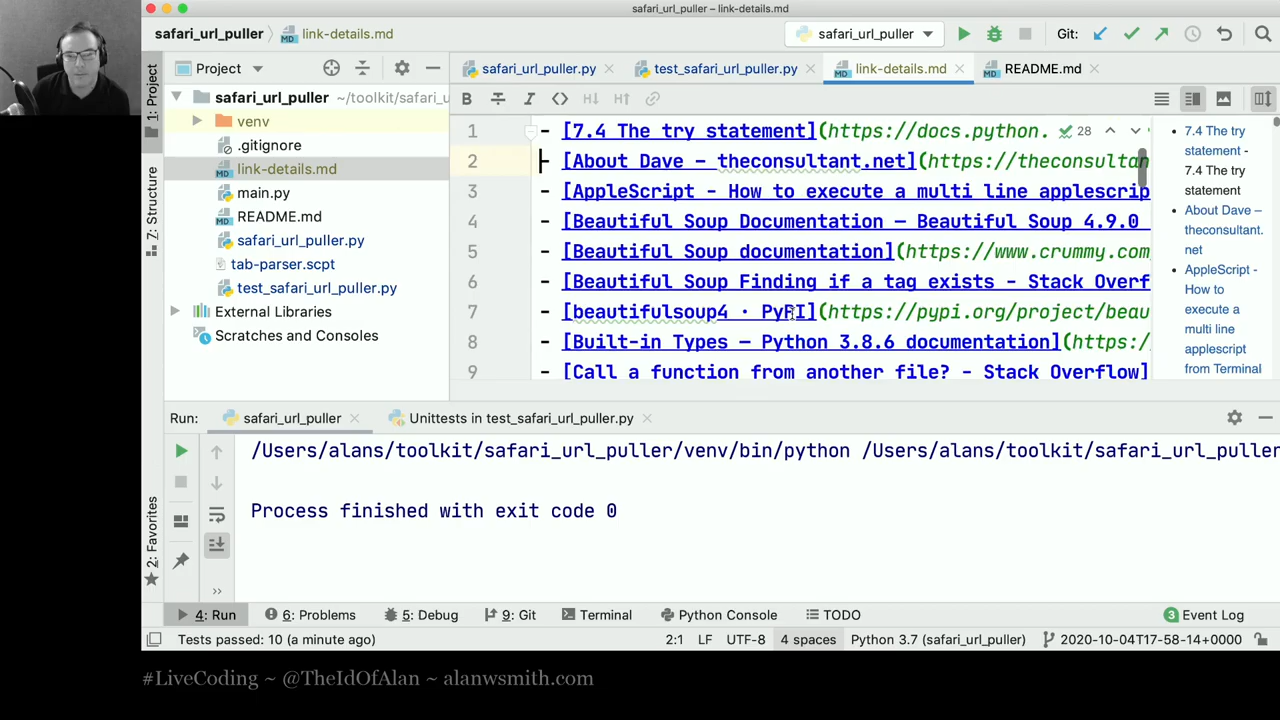 safari_url_puller – link-details.md
safari_url_puller
link-details.md
safari_url_puller
Git:
1: Project
Z: Structure
2: Favorites
Project
safari_url_puller.py
test_safari_url_puller.py
link-details.md
README.md
safari_url_puller ~/toolkit/safari_u
venv
.gitignore
link-details.md
main.py
README.md
safari_url_puller.py
tab-parser.scpt
test_safari_url_puller.py
External Libraries
Scratches and Consoles
28
1 - [7.4 The try statement](https://docs.python.
2 - [About Dave – theconsultant.net](https://theconsultan
3 - [AppleScript - How to execute a multi line applescrip
4 - [Beautiful Soup Documentation — Beautiful Soup 4.9.0
5 - [Beautiful Soup documentation](https://www.crummy.com
6 - [Beautiful Soup Finding if a tag exists - Stack Overf
7 - [beautifulsoup4 · PyPI](https://pypi.org/project/beau
8 - [Built-in Types — Python 3.8.6 documentation](https:/
9 - [Call a function from another file? - Stack Overflow]
7.4 The try
statement -
7.4 The try
statement
About Dave –
theconsultant.
net
AppleScript -
How to
execute a
multi line
applescript
from Terminal
Run:
safari_url_puller
Unittests in test_safari_url_puller.py
/Users/alans/toolkit/safari_url_puller/venv/bin/python /Users/alans/toolkit/safari_url_puller
Process finished with exit code 0
4: Run
6: Problems
5: Debug
9: Git
Terminal
Python Console
TODO
3 Event Log
Tests passed: 10 (a minute ago)
2:1
LF
UTF-8
4 spaces
Python 3.7 (safari_url_puller)
2020-10-04T17-58-14+0000
#LiveCoding ~ @TheIdOfAlan ~ alanwsmith.com